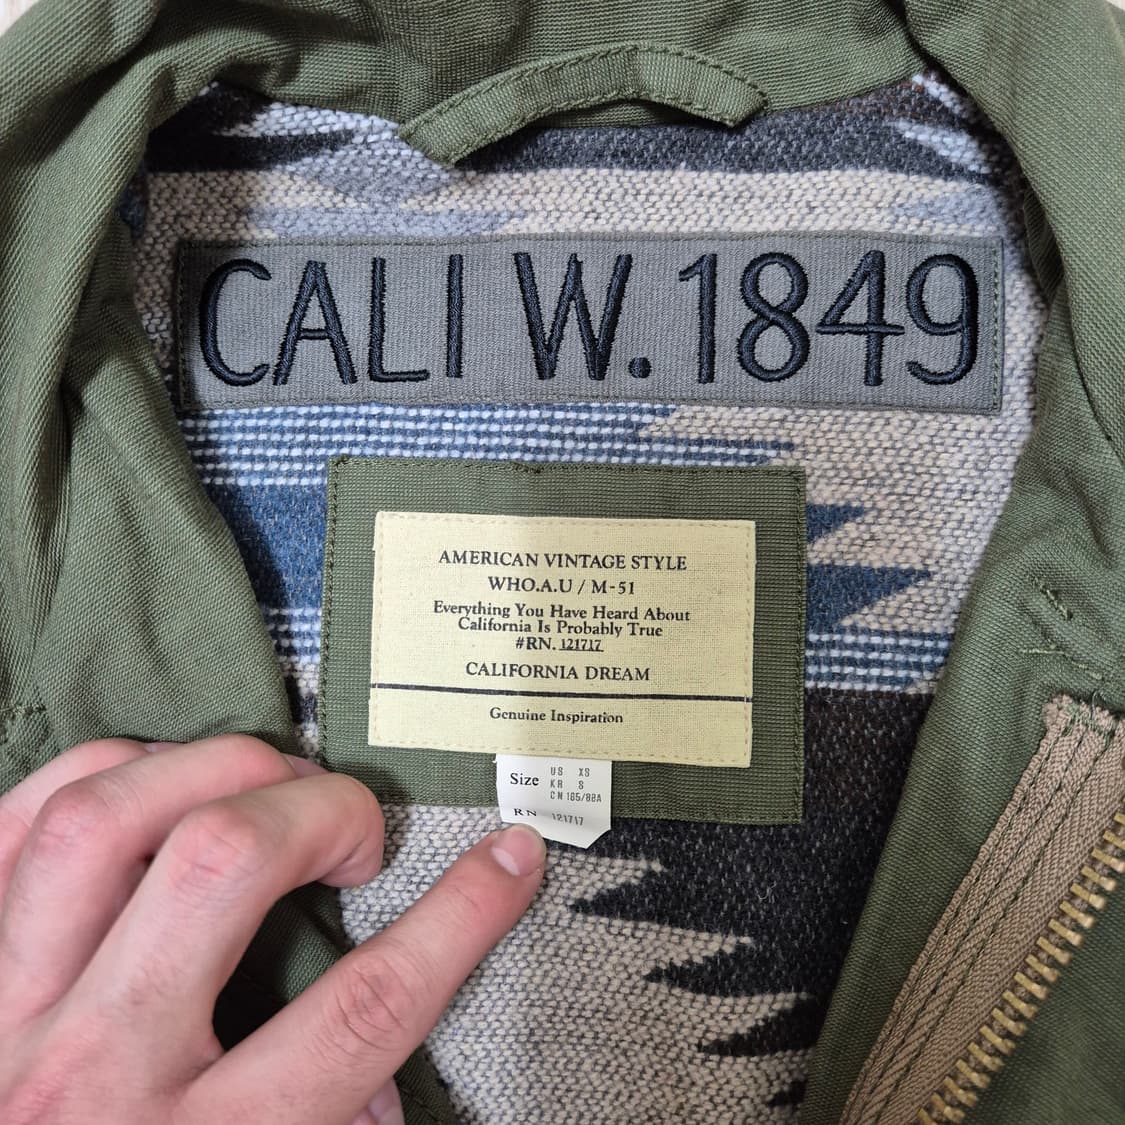 CALI W. 1849
AMERICAN VINTAGE STYLE
WHO.A.U / M-51
Everything You Have Heard About
California Is Probably True
#RN. 121717
CALIFORNIA DREAM
Genuine Inspiration
Size US XS
KR S
CN 165/88A
RN 121717